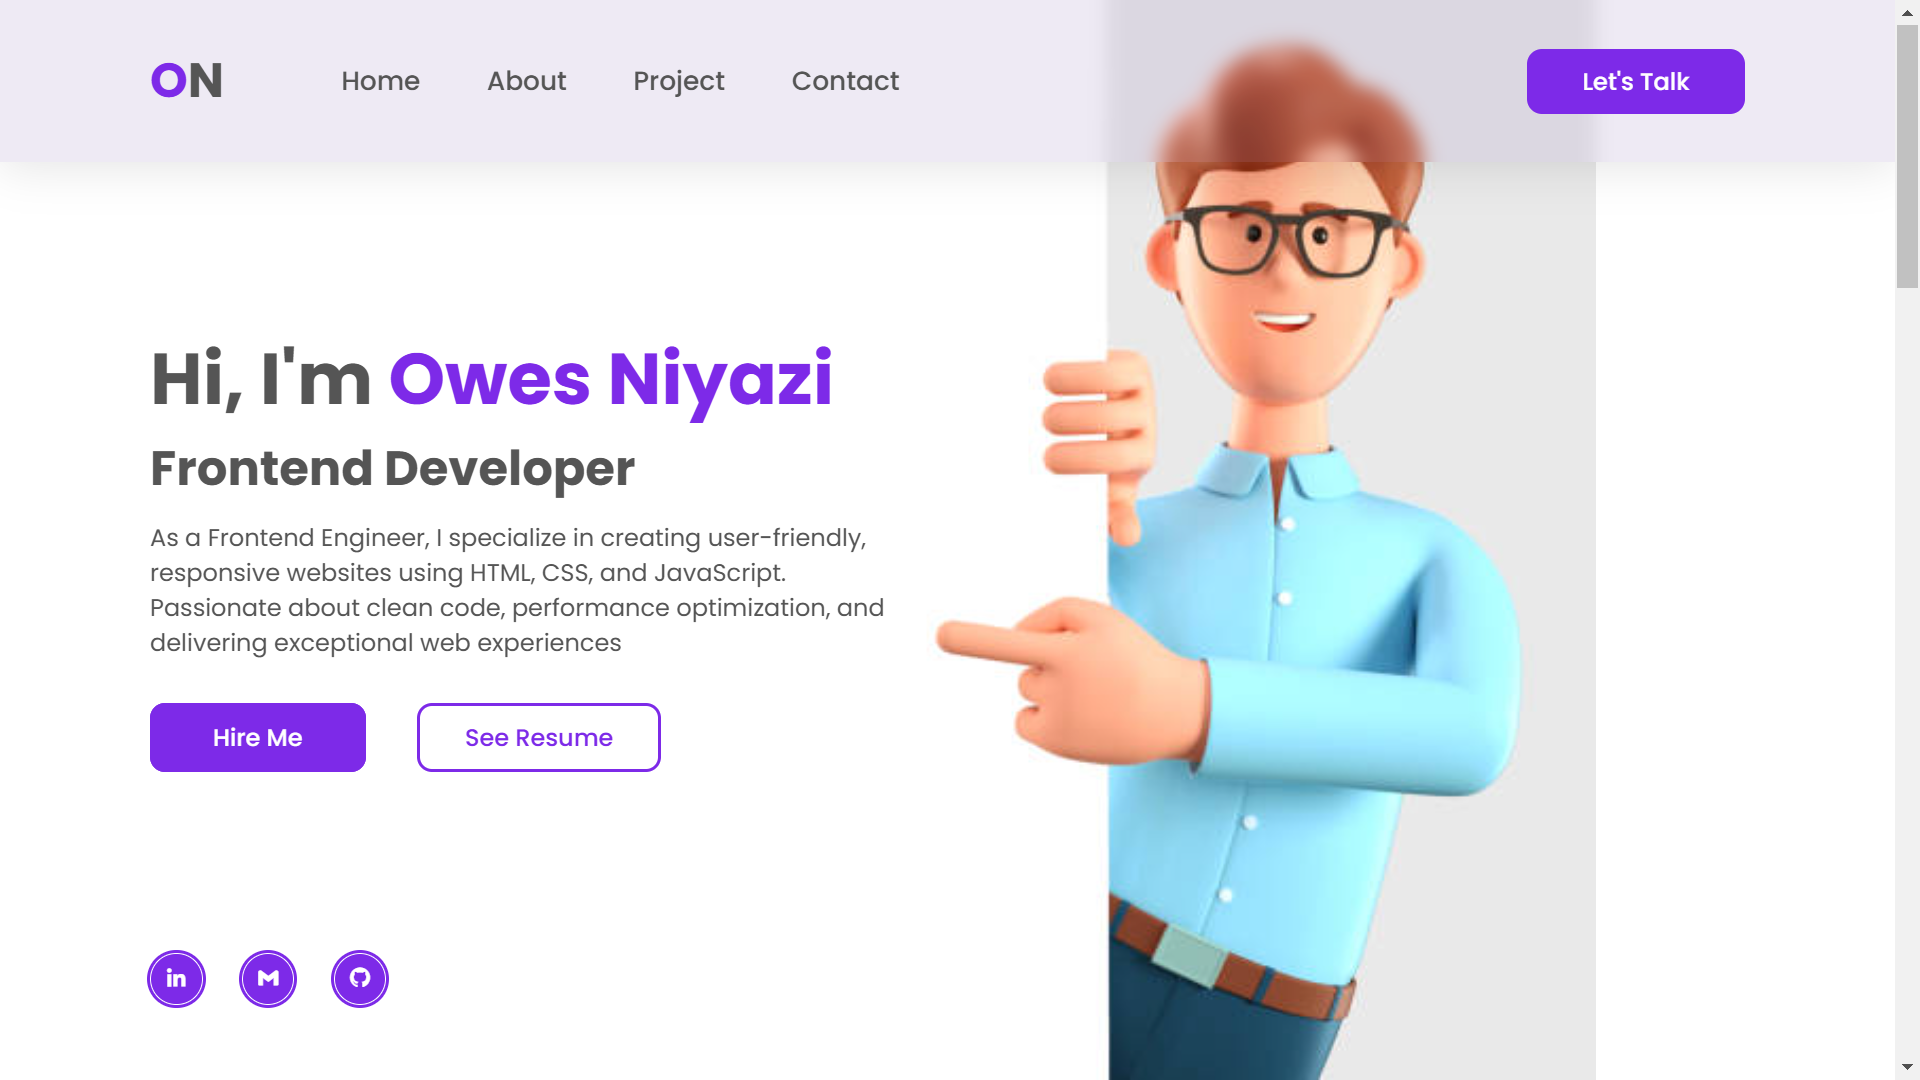 ON
Home About Project Contact
Let's Talk
Hi, I'm Owes Niyazi
Frontend Developer
As a Frontend Engineer, I specialize in creating user-friendly,
responsive websites using HTML, CSS, and JavaScript.
Passionate about clean code, performance optimization, and
delivering exceptional web experiences
Hire Me
See Resume
in